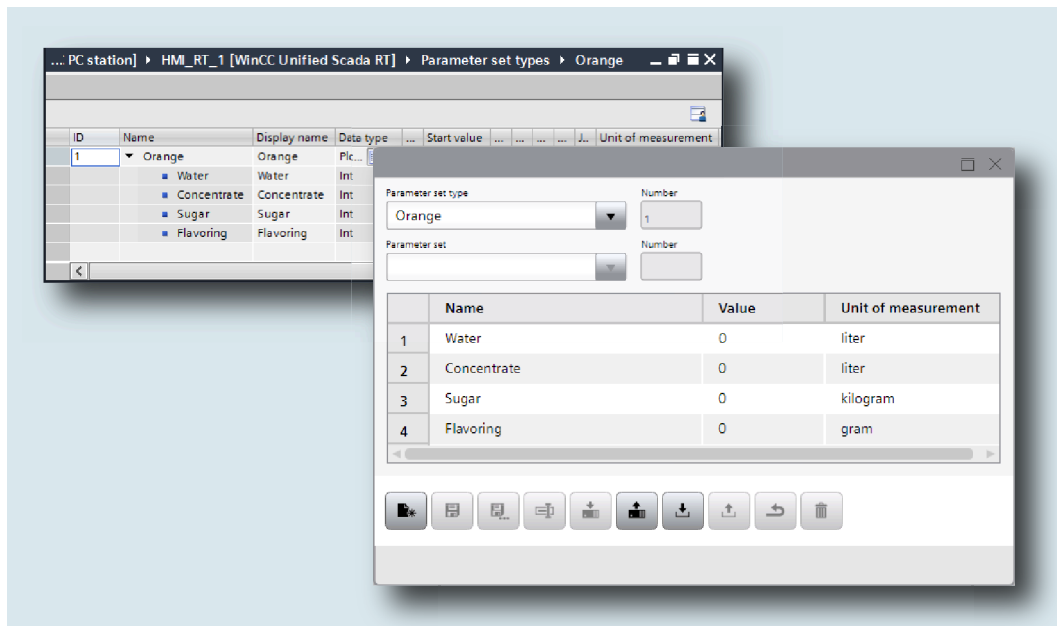 ...: PC station] ▸ HMI_RT_1 [WinCC Unified Scada RT] ▸ Parameter set types ▸ Orange
ID Name Display name Data type ... Start value ... ... ... ... J... Unit of measurement
1 Orange Orange Plc...
Water Water Int
Concentrate Concentrate Int
Sugar Sugar Int
Flavoring Flavoring Int
Parameter set type Number
Orange 1
Parameter set Number
Name Value Unit of measurement
1 Water 0 liter
2 Concentrate 0 liter
3 Sugar 0 kilogram
4 Flavoring 0 gram